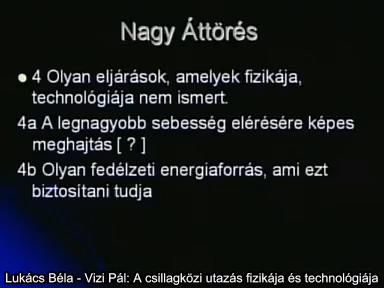 Nagy Áttörés
4 Olyan eljárások, amelyek fizikája,
technológiája nem ismert.
4a A legnagyobb sebesség elérésére képes
meghajtás [ ? ]
4b Olyan fedélzeti energiaforrás, ami ezt
biztosítani tudja
Lukács Béla - Vizi Pál: A csillagközi utazás fizikája és technológiája